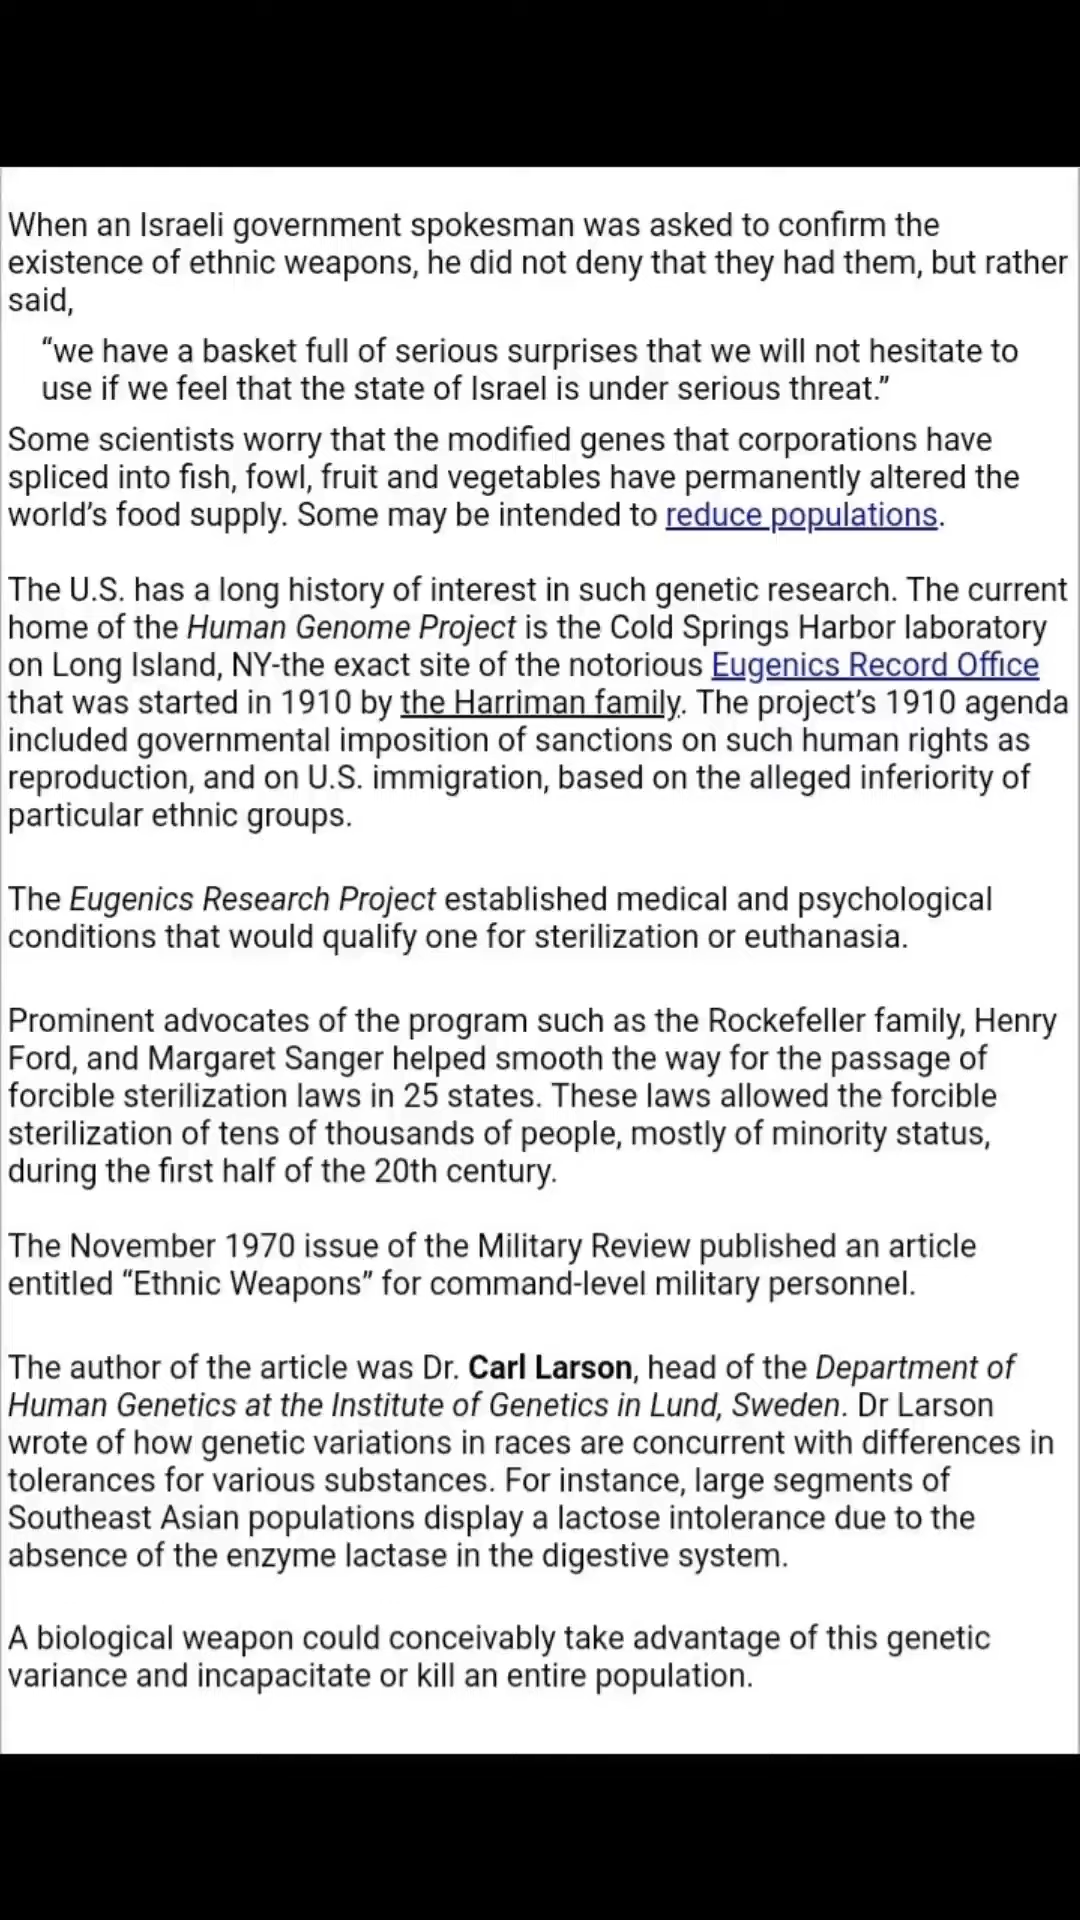 When an Israeli government spokesman was asked to confirm the
existence of ethnic weapons, he did not deny that they had them, but rather
said,
“we have a basket full of serious surprises that we will not hesitate to
use if we feel that the state of Israel is under serious threat.”
Some scientists worry that the modified genes that corporations have
spliced into fish, fowl, fruit and vegetables have permanently altered the
world’s food supply. Some may be intended to reduce populations.
The U.S. has a long history of interest in such genetic research. The current
home of the Human Genome Project is the Cold Springs Harbor laboratory
on Long Island, NY-the exact site of the notorious Eugenics Record Office
that was started in 1910 by the Harriman family. The project’s 1910 agenda
included governmental imposition of sanctions on such human rights as
reproduction, and on U.S. immigration, based on the alleged inferiority of
particular ethnic groups.
The Eugenics Research Project established medical and psychological
conditions that would qualify one for sterilization or euthanasia.
Prominent advocates of the program such as the Rockefeller family, Henry
Ford, and Margaret Sanger helped smooth the way for the passage of
forcible sterilization laws in 25 states. These laws allowed the forcible
sterilization of tens of thousands of people, mostly of minority status,
during the first half of the 20th century.
The November 1970 issue of the Military Review published an article
entitled “Ethnic Weapons” for command-level military personnel.
The author of the article was Dr. Carl Larson, head of the Department of
Human Genetics at the Institute of Genetics in Lund, Sweden. Dr Larson
wrote of how genetic variations in races are concurrent with differences in
tolerances for various substances. For instance, large segments of
Southeast Asian populations display a lactose intolerance due to the
absence of the enzyme lactase in the digestive system.
A biological weapon could conceivably take advantage of this genetic
variance and incapacitate or kill an entire population.